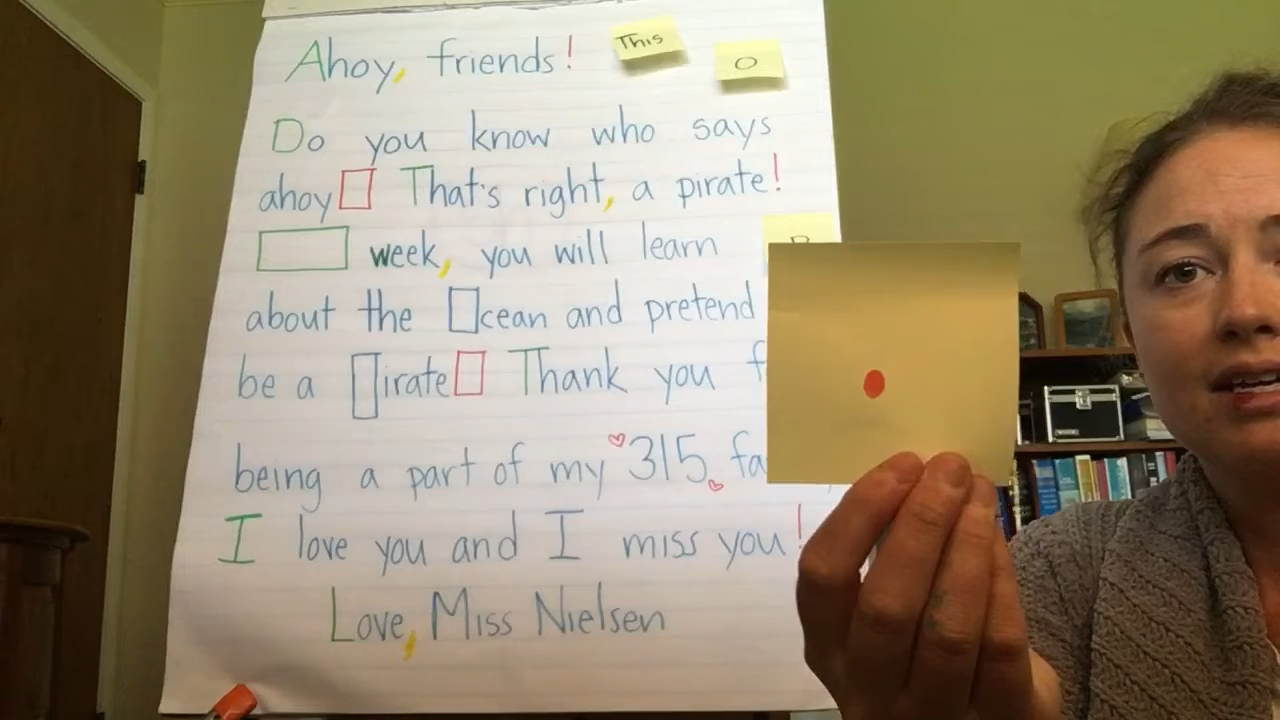 Ahoy, friends!
This
O
Do you know who says
ahoy That's right, a pirate!
week, you will learn
about the cean and pretend
be a irate Thank you
being a part of my 315
I love you and I miss you!
Love, Miss Nielsen